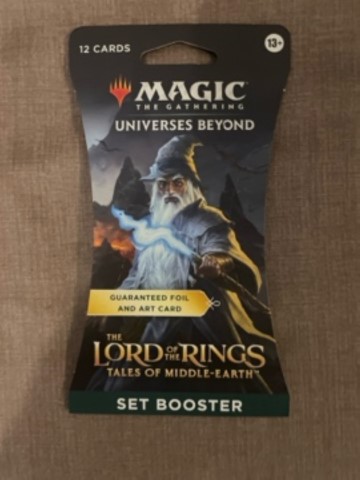 12 CARDS
13+
MAGIC
THE GATHERING
UNIVERSES BEYOND
GUARANTEED FOIL
AND ART CARD
THE
LORD OF THE RINGS
TALES OF MIDDLE-EARTH™
SET BOOSTER